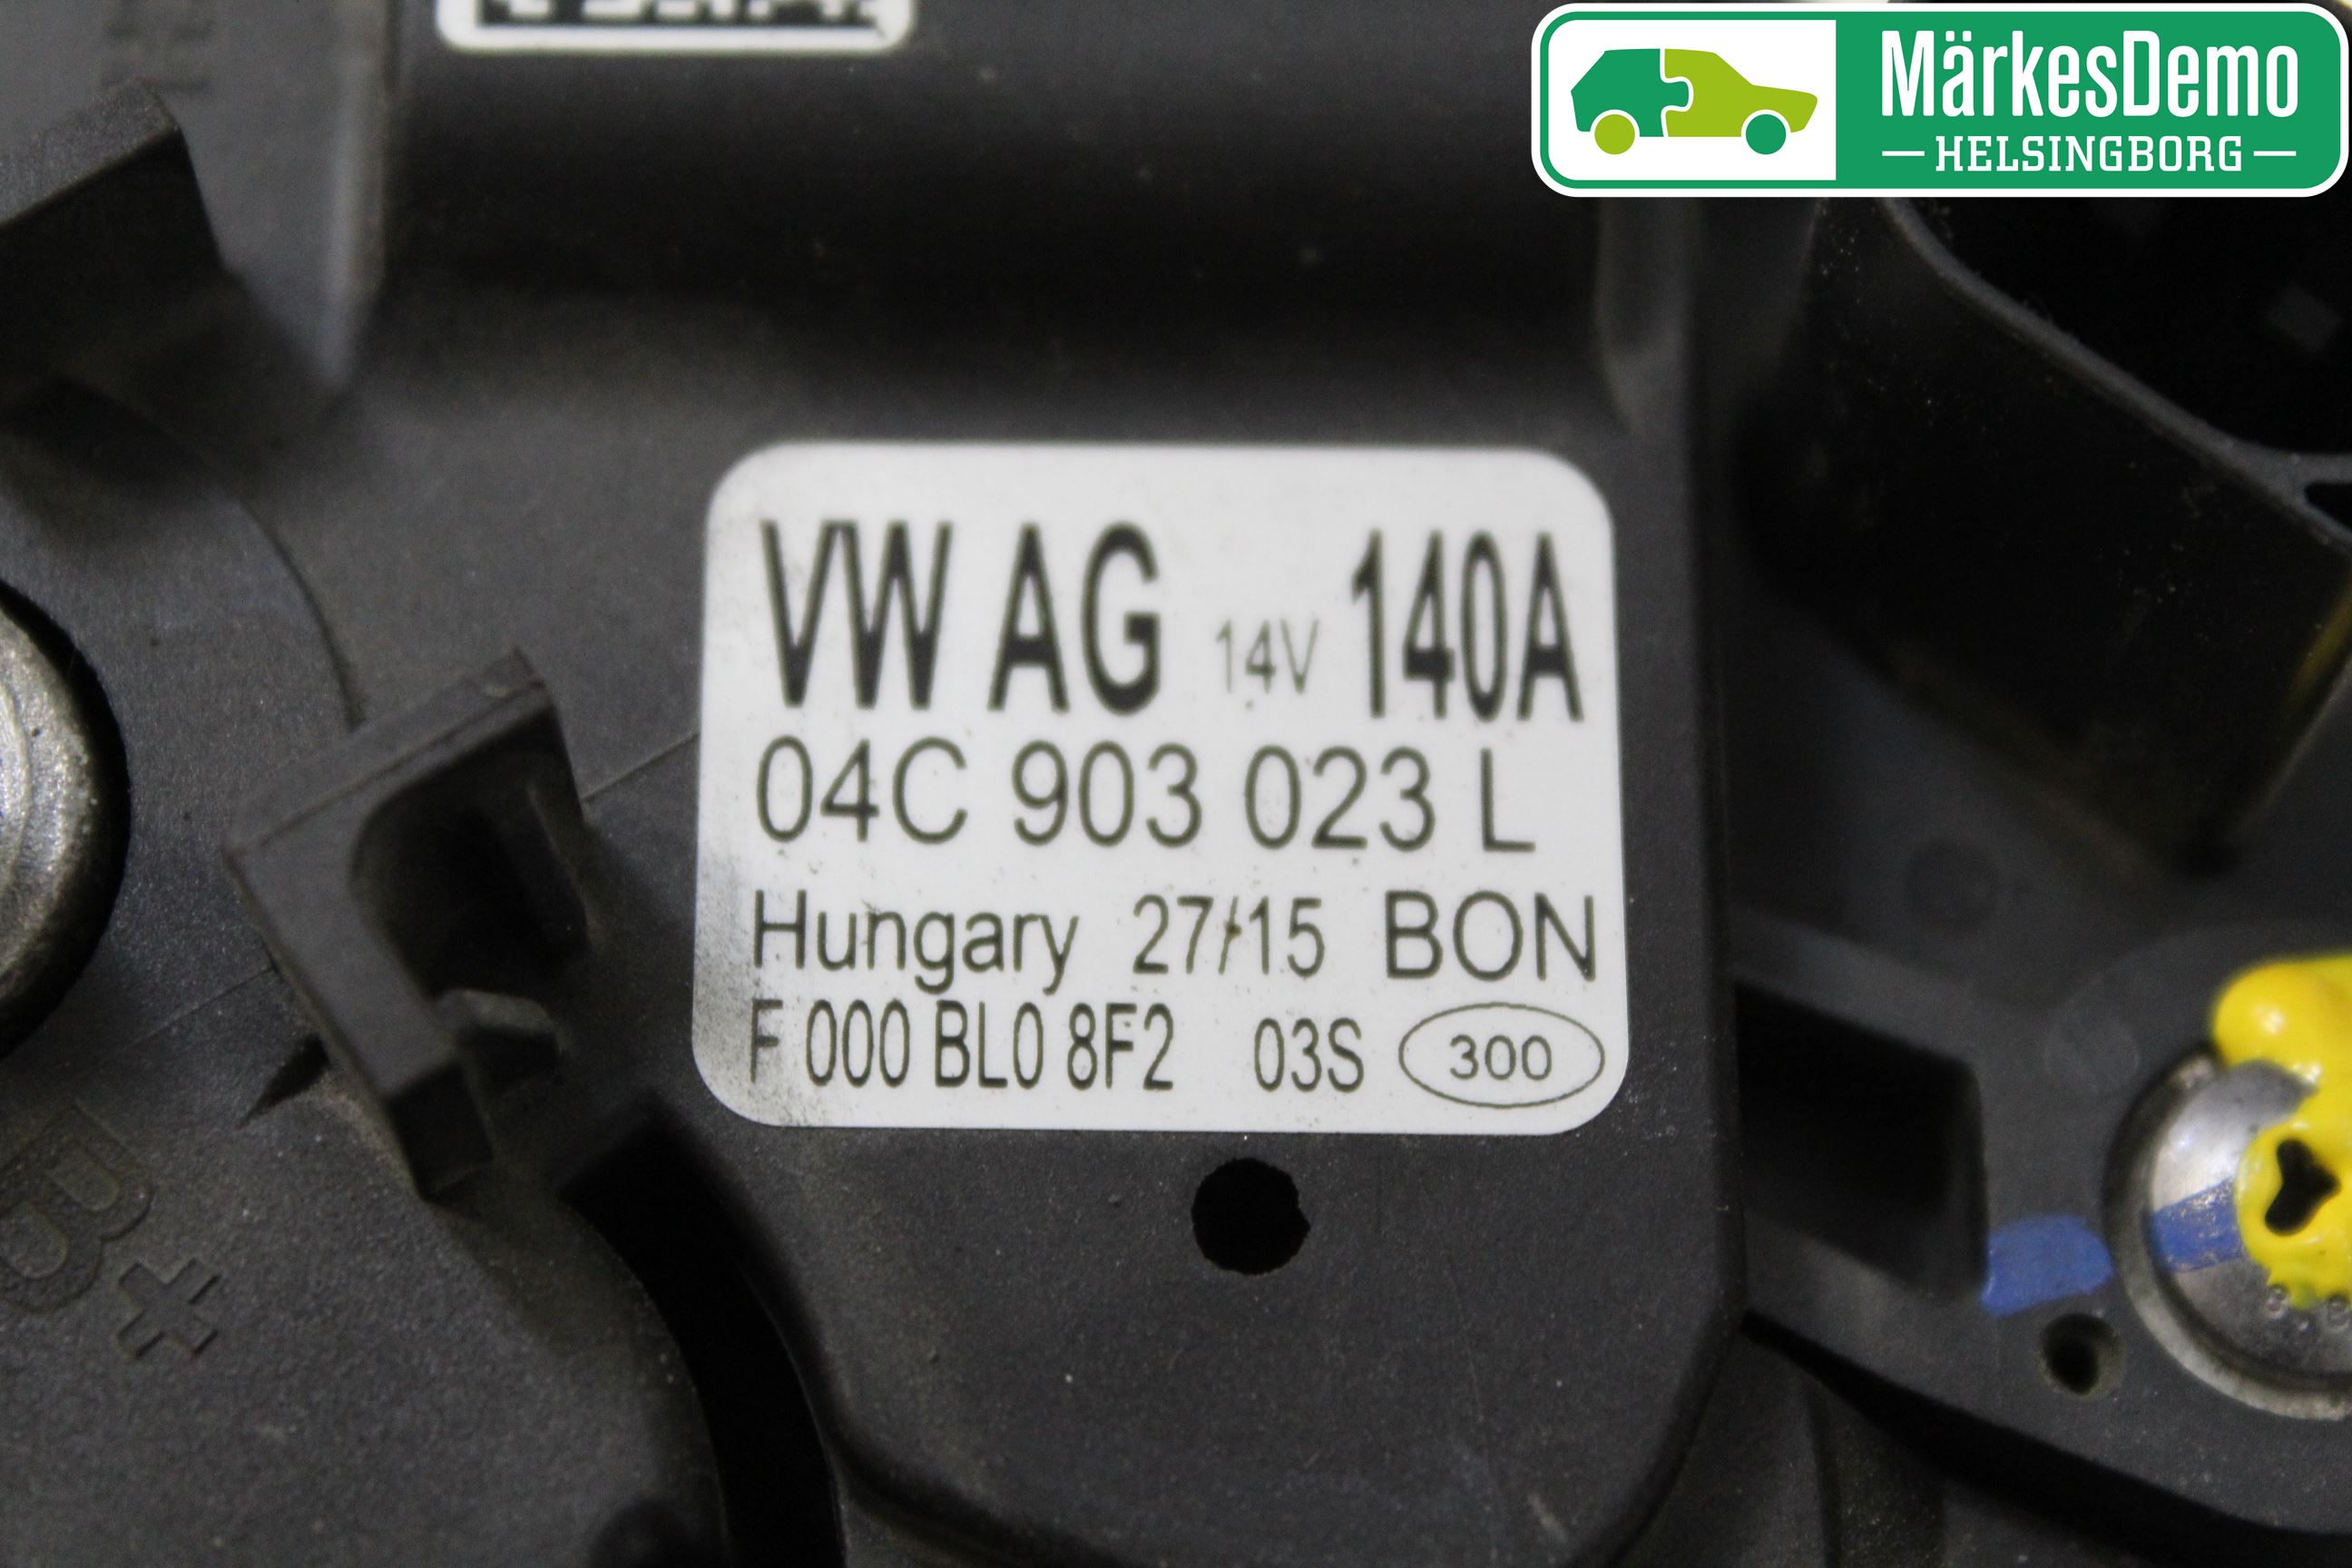 MärkesDemo
HELSINGBORG
VW AG 14V 140A
04C 903 023 L
Hungary 27/15 BON
F 000 BL0 8F2 03S 300
B+